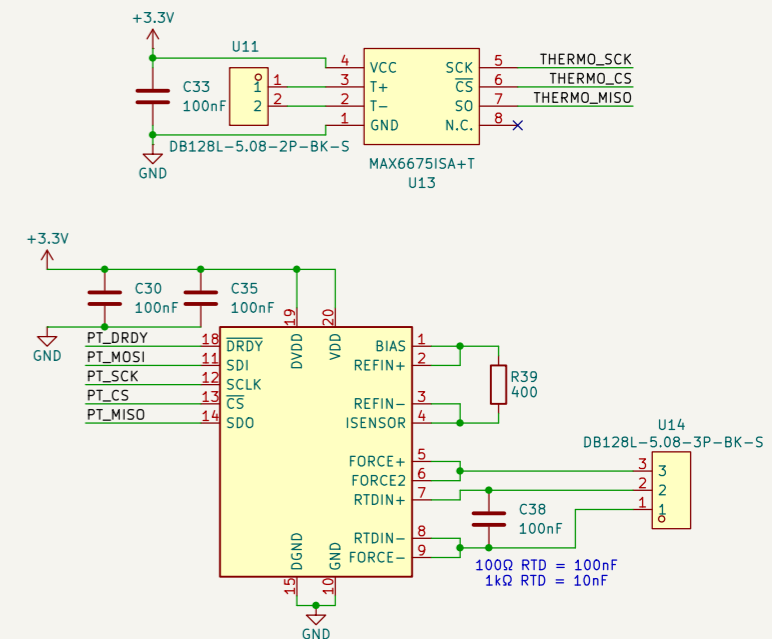 +3.3V
U11
C33
100nF
1
2
1
2
DB128L-5.08-2P-BK-S
GND
4
3
2
1
VCC
T+
T-
GND
SCK
CS
SO
N.C.
5
6
7
8
THERMO_SCK
THERMO_CS
THERMO_MISO
MAX6675ISA+T
U13
+3.3V
C30
100nF
C35
100nF
GND
PT_DRDY
PT_MOSI
PT_SCK
PT_CS
PT_MISO
18
11
12
13
14
DRDY
SDI
SCLK
CS
SDO
19
20
DVDD
VDD
BIAS
REFIN+
REFIN-
ISENSOR
FORCE+
FORCE2
RTDIN+
RTDIN-
FORCE-
1
2
3
4
5
6
7
8
9
DGND
GND
15
10
GND
R39
400
U14
DB128L-5.08-3P-BK-S
3
2
1
3
2
1
C38
100nF
100Ω RTD = 100nF
1kΩ RTD = 10nF